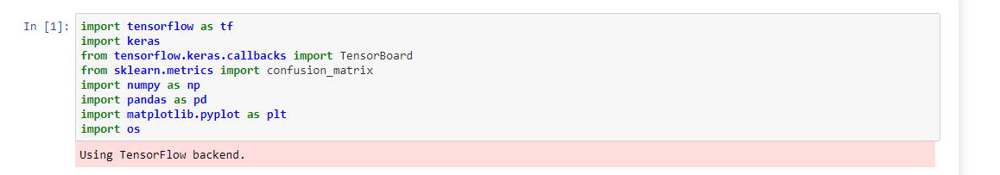 In [1]: import tensorflow as tf
import keras
from tensorflow.keras.callbacks import TensorBoard
from sklearn.metrics import confusion_matrix
import numpy as np
import pandas as pd
import matplotlib.pyplot as plt
import os
Using TensorFlow backend.